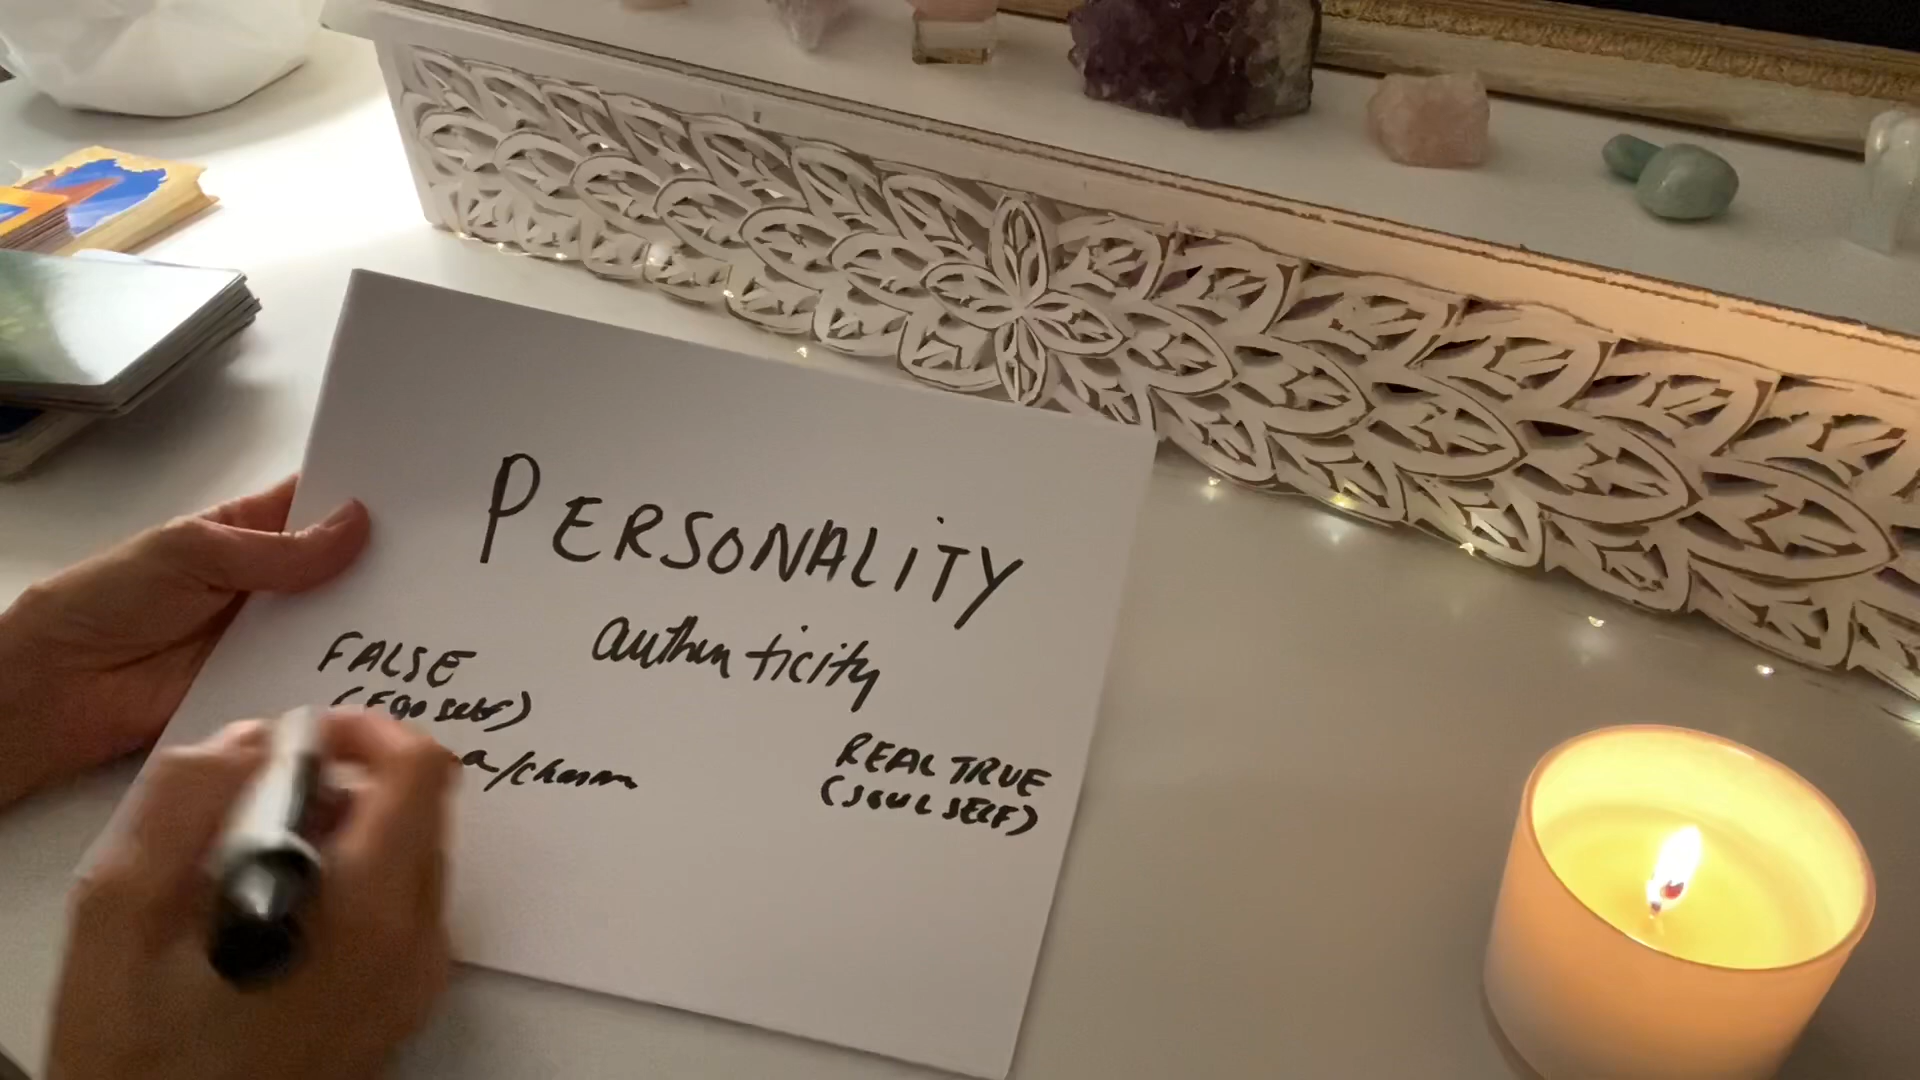 PERSONALITY
authenticity
FALSE
(EGO SELF)
REAL TRUE
(SOUL SELF)